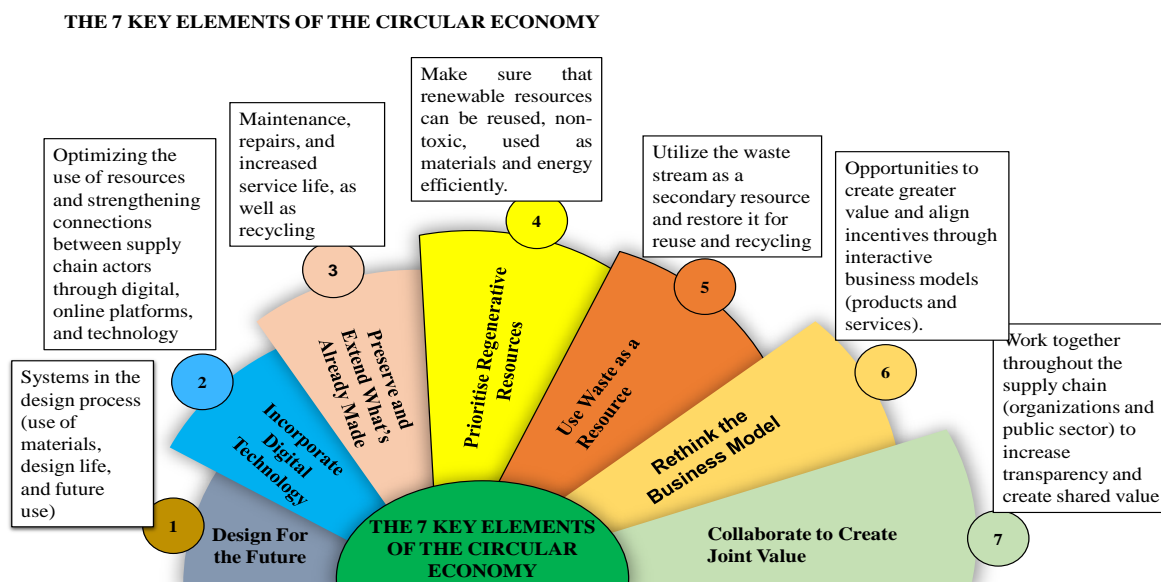 THE 7 KEY ELEMENTS OF THE CIRCULAR ECONOMY
Systems in the
design process
(use of
materials,
design life,
and future
use)
1
Design For
the Future
Optimizing the
use of resources
and strengthening
connections
between supply
chain actors
through digital,
online platforms,
and technology
2
Incorporate
Digital
Technology
Maintenance,
repairs, and
increased
service life, as
well as
recycling
3
Preserve and
Extend What's
Already Made
Make sure that
renewable resources
can be reused, non-
toxic, used as
materials and energy
efficiently.
4
Prioritise Regenerative
Resources
Utilize the waste
stream as a
secondary resource
and restore it for
reuse and recycling
5
Use Waste as a
Resource
Opportunities to
create greater
value and align
incentives through
interactive
business models
(products and
services).
6
Rethink the
Business Model
Work together
throughout the
supply chain
(organizations and
public sector) to
increase
transparency and
create shared value
7
Collaborate to Create
Joint Value
THE 7 KEY ELEMENTS
OF THE CIRCULAR
ECONOMY